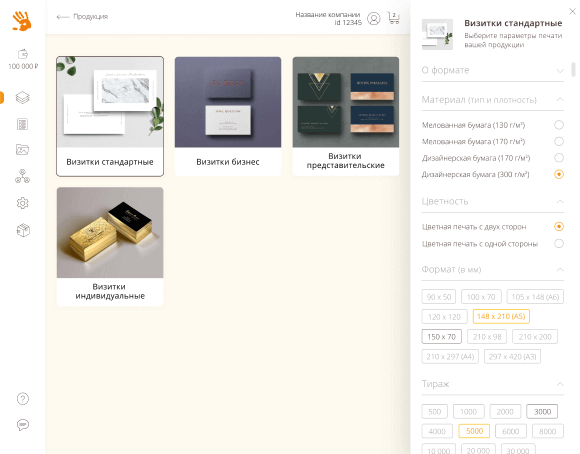 Продукция
Название компании
id 12345
2
100 000 ₽
Визитки стандартные
Визитки бизнес
Визитки
представительские
Визитки
индивидуальные
Визитки стандартные
Выберите параметры печати
вашей продукции
О формате
Материал (тип и плотность)
Мелованная бумага (130 г/м²)
Мелованная бумага (170 г/м²)
Дизайнерская бумага (170 г/м²)
Дизайнерская бумага (300 г/м²)
Цветность
Цветная печать с двух сторон
Цветная печать с одной стороны
Формат (в мм)
90 x 50 100 x 70 105 x 148 (A6)
120 x 120 148 x 210 (A5)
150 x 70 210 x 98 210 x 200
210 x 297 (A4) 297 x 420 (A3)
Тираж
500 1000 2000 3000
4000 5000 6000 8000
10 000 20 000 30 000